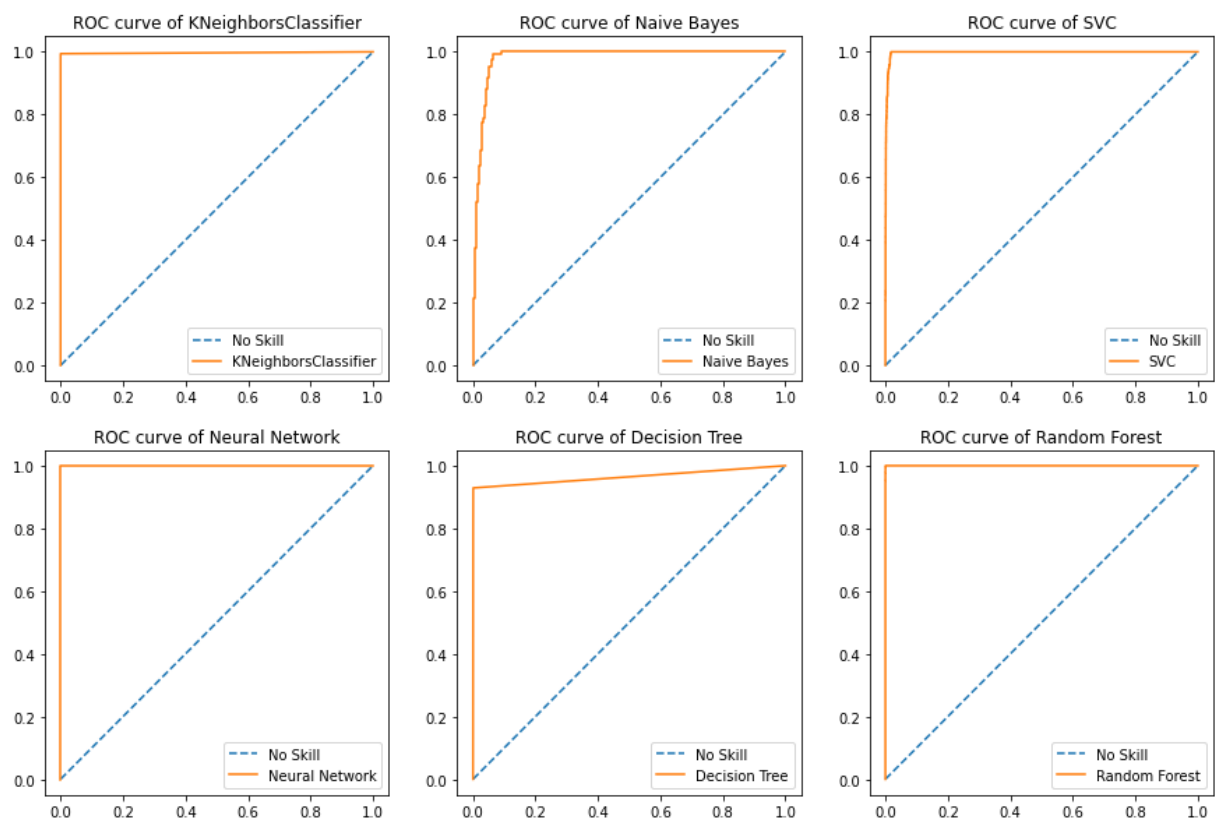 ROC curve of KNeighborsClassifier
1.0
0.8
0.6
0.4
0.2
0.0
No Skill
KNeighborsClassifier
0.0 0.2 0.4 0.6 0.8 1.0
ROC curve of Naive Bayes
1.0
0.8
0.6
0.4
0.2
0.0
No Skill
Naive Bayes
0.0 0.2 0.4 0.6 0.8 1.0
ROC curve of SVC
1.0
0.8
0.6
0.4
0.2
0.0
No Skill
SVC
0.0 0.2 0.4 0.6 0.8 1.0
ROC curve of Neural Network
1.0
0.8
0.6
0.4
0.2
0.0
No Skill
Neural Network
0.0 0.2 0.4 0.6 0.8 1.0
ROC curve of Decision Tree
1.0
0.8
0.6
0.4
0.2
0.0
No Skill
Decision Tree
0.0 0.2 0.4 0.6 0.8 1.0
ROC curve of Random Forest
1.0
0.8
0.6
0.4
0.2
0.0
No Skill
Random Forest
0.0 0.2 0.4 0.6 0.8 1.0